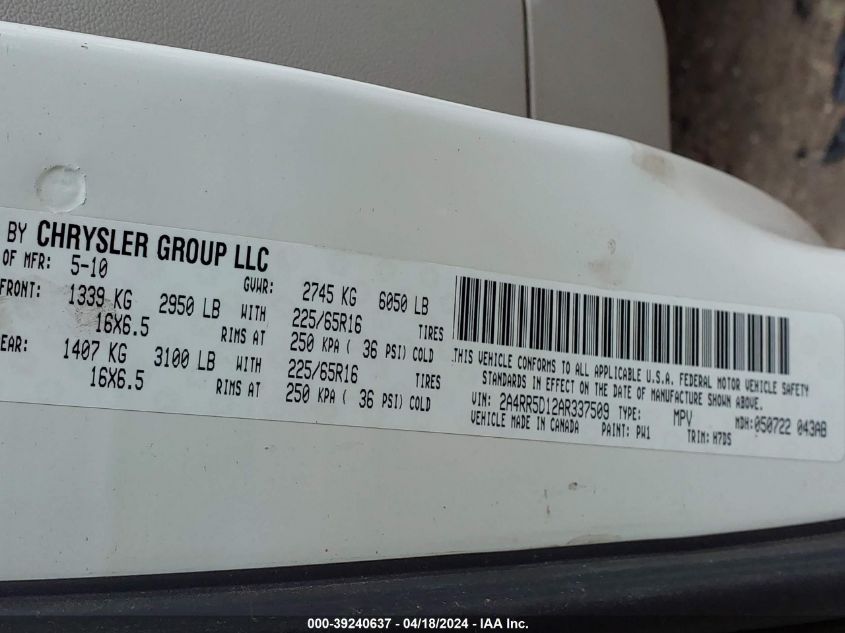 BY CHRYSLER GROUP LLC
OF MFR: 5-10 GVWR: 2745 KG 6050 LB
FRONT: 1339 KG 2950 LB WITH 225/65R16 TIRES
16X6.5 RIMS AT 250 KPA ( 36 PSI) COLD
EAR: 1407 KG 3100 LB WITH 225/65R16 TIRES
16X6.5 RIMS AT 250 KPA ( 36 PSI) COLD
THIS VEHICLE CONFORMS TO ALL APPLICABLE U.S.A. FEDERAL MOTOR VEHICLE SAFETY
STANDARDS IN EFFECT ON THE DATE OF MANUFACTURE SHOWN ABOVE.
VIN: 2A4RR5D12AR337509 TYPE: MPV MDH:050722 043AB
VEHICLE MADE IN CANADA PAINT: PW1 TRIM: H7DS
000-39240637 - 04/18/2024 - IAA Inc.